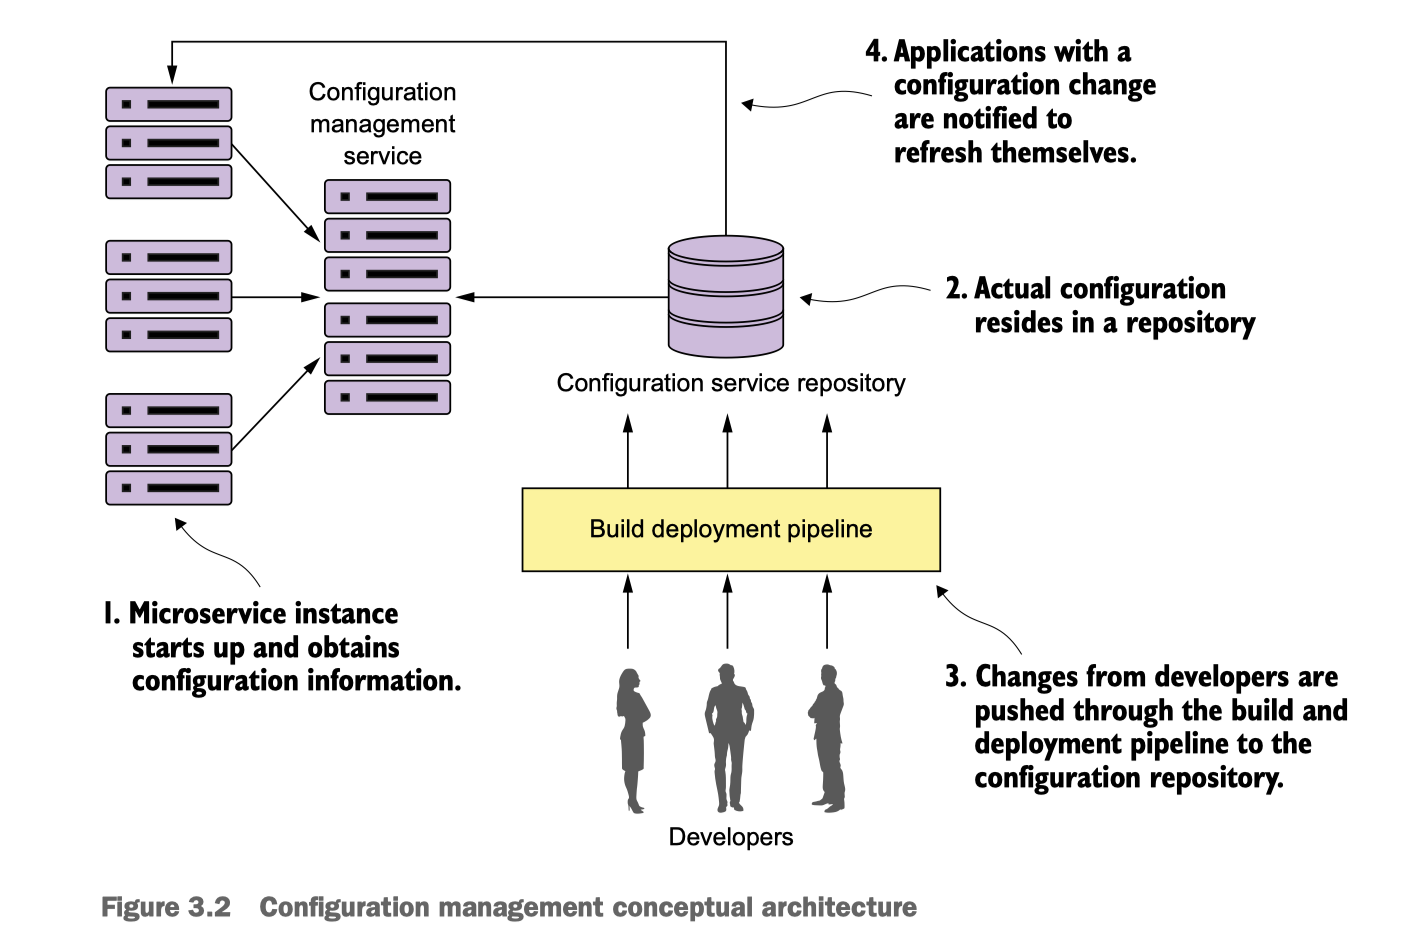 4. Applications with a
configuration change
are notified to
refresh themselves.
Configuration
management
service
2. Actual configuration
resides in a repository
Configuration service repository
Build deployment pipeline
1. Microservice instance
starts up and obtains
configuration information.
3. Changes from developers are
pushed through the build and
deployment pipeline to the
configuration repository.
Developers
Figure 3.2 Configuration management conceptual architecture